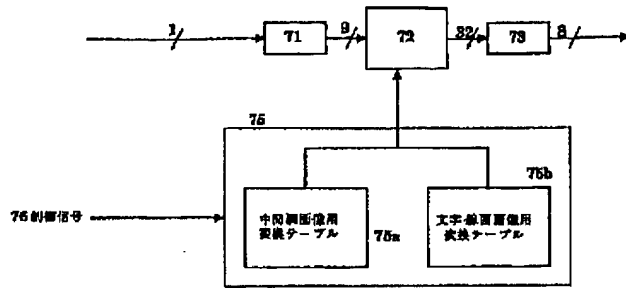 1
71
9
72
32
73
8
75
75b
76 制御信号
中間調画像用
変換テーブル
75a
文字・線画画像用
変換テーブル